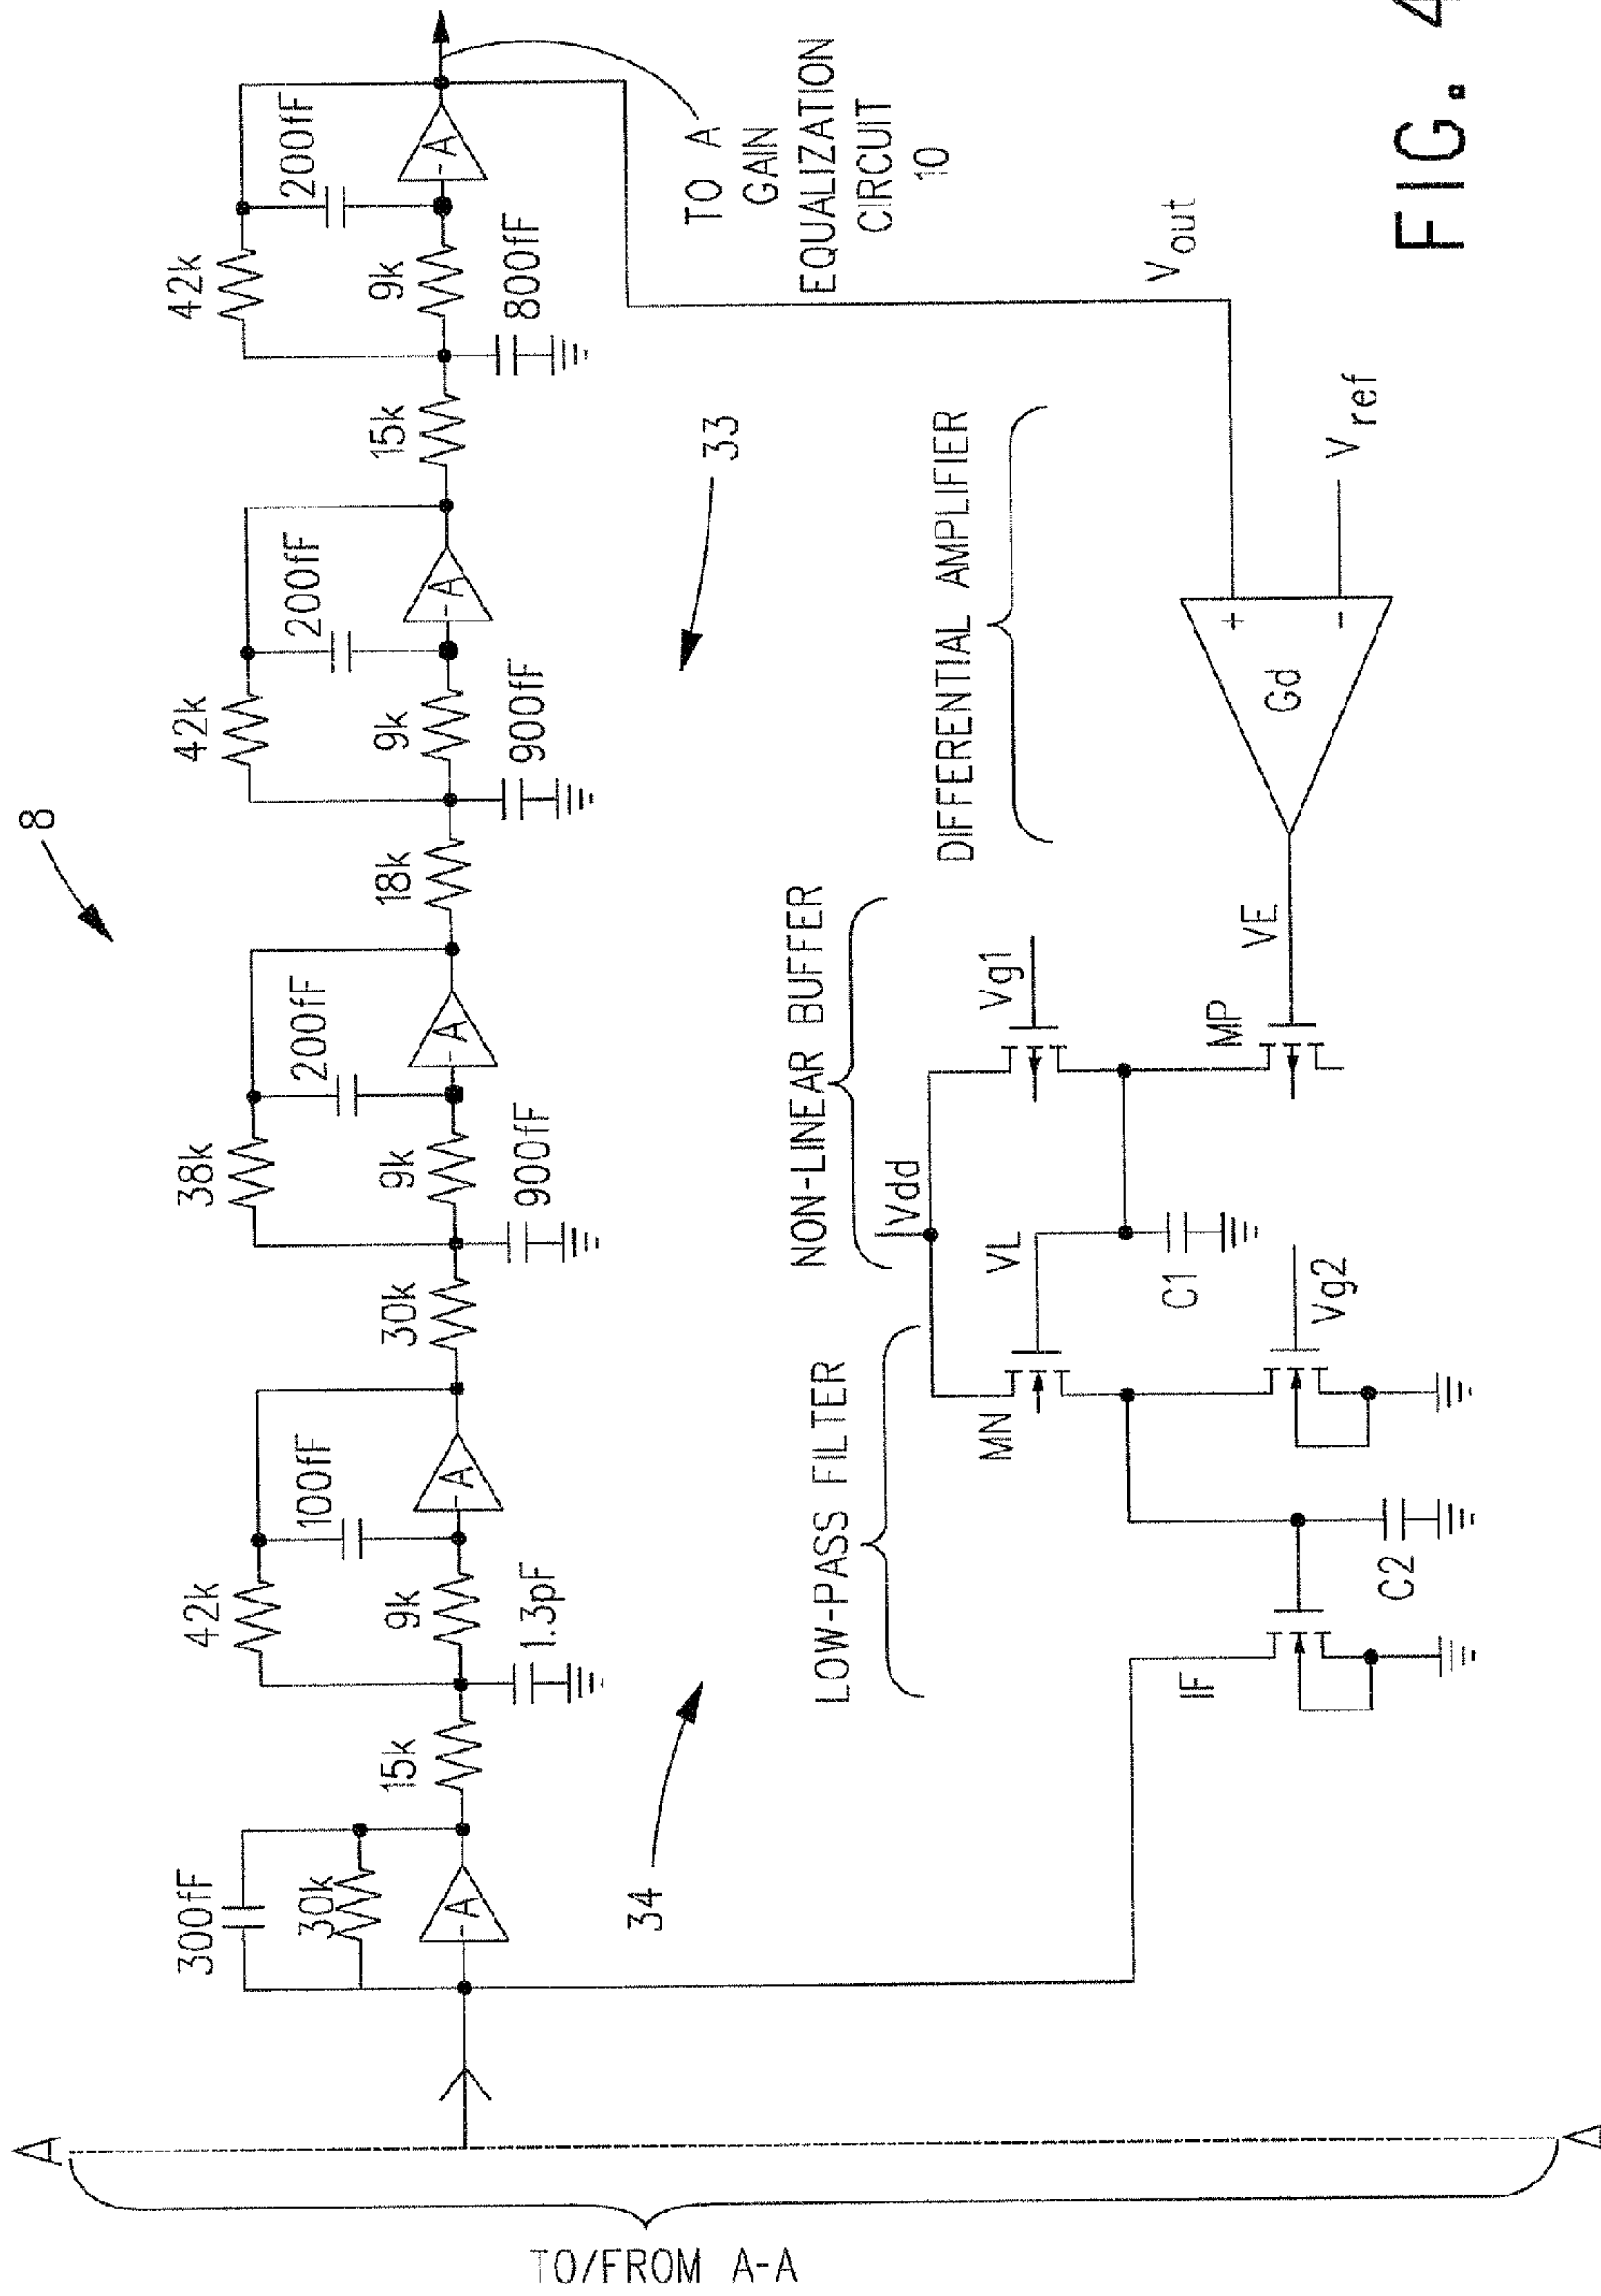 8
300fF
30k
-A
15k
42k
100fF
9k
-A
1.3pF
30k
38k
200fF
9k
-A
900fF
18k
42k
200fF
9k
-A
900fF
15k
42k
200fF
9k
-A
800fF
TO A
GAIN
EQUALIZATION
CIRCUIT
10
34
33
A
A
TO/FROM A-A
LOW-PASS FILTER
NON-LINEAR BUFFER
DIFFERENTIAL AMPLIFIER
Vout
Vdd
MN
VL
Vg1
IF
C2
Vg2
C1
MP
VE
Gd
+
-
Vref
FIG. 4